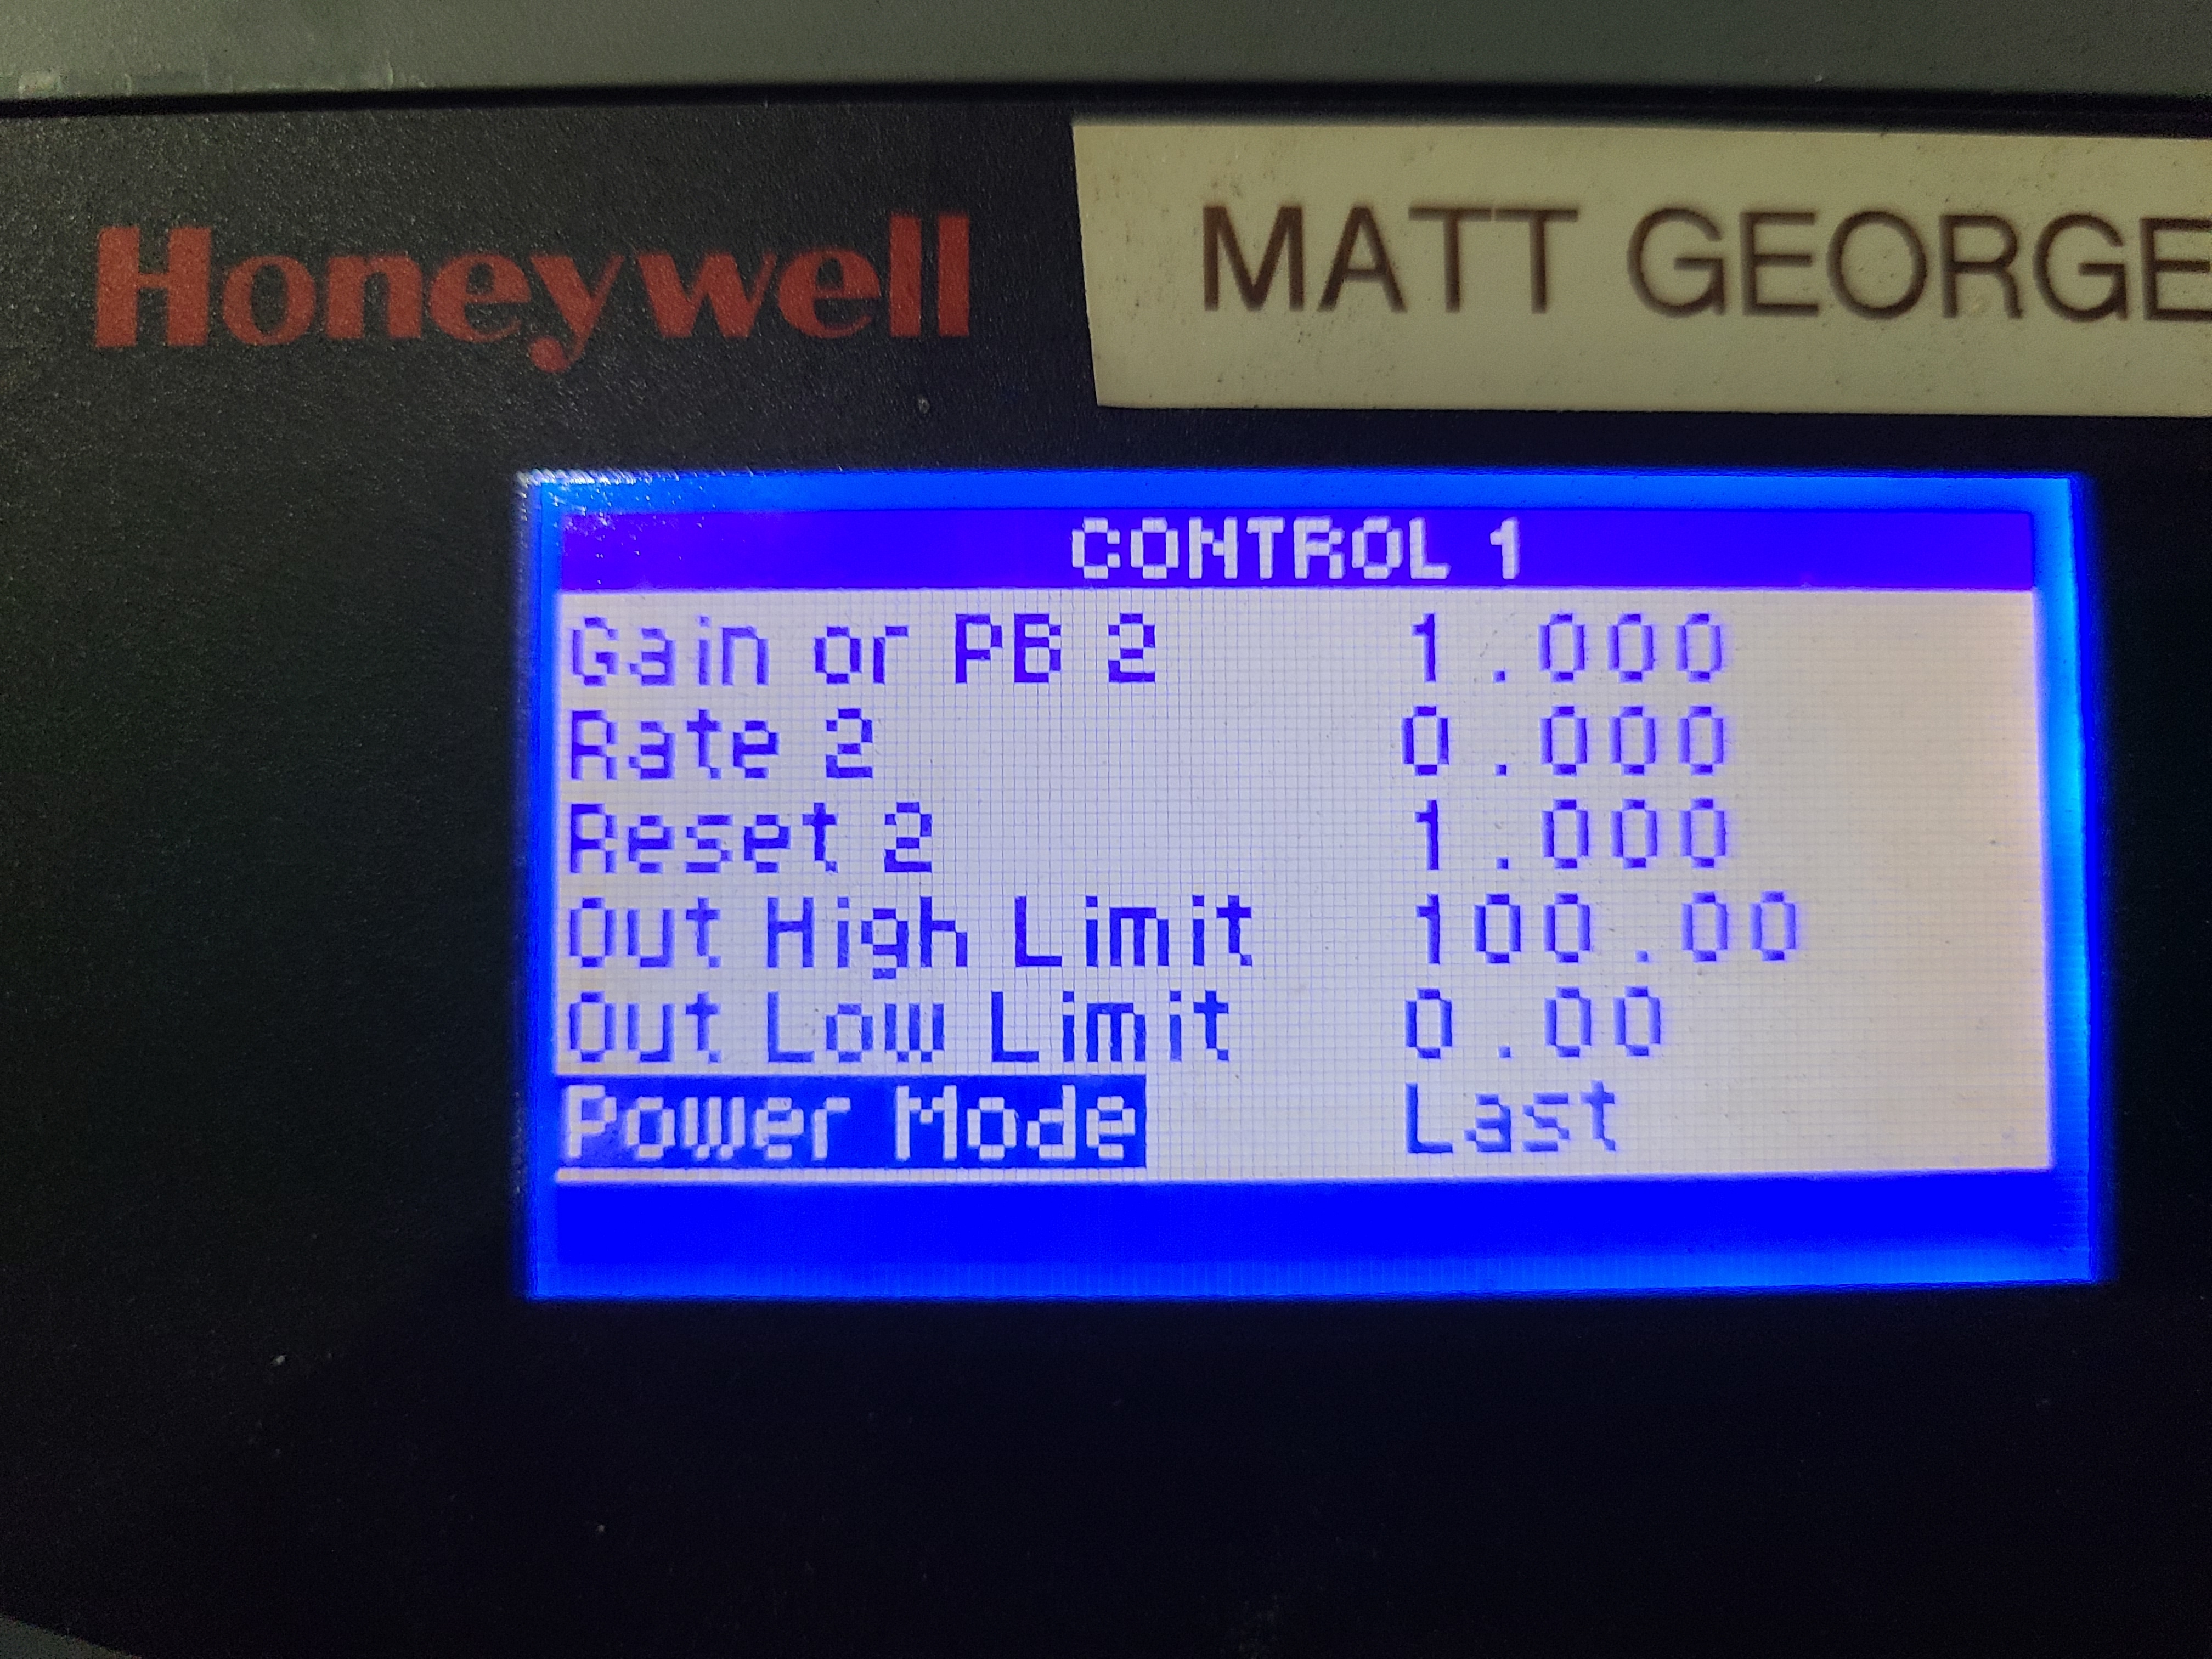 Honeywell
MATT GEORGE
CONTROL 1
Gain or PB 2 1.000
Rate 2 0.000
Reset 2 1.000
Out High Limit 100.00
Out Low Limit 0.00
Power Mode Last